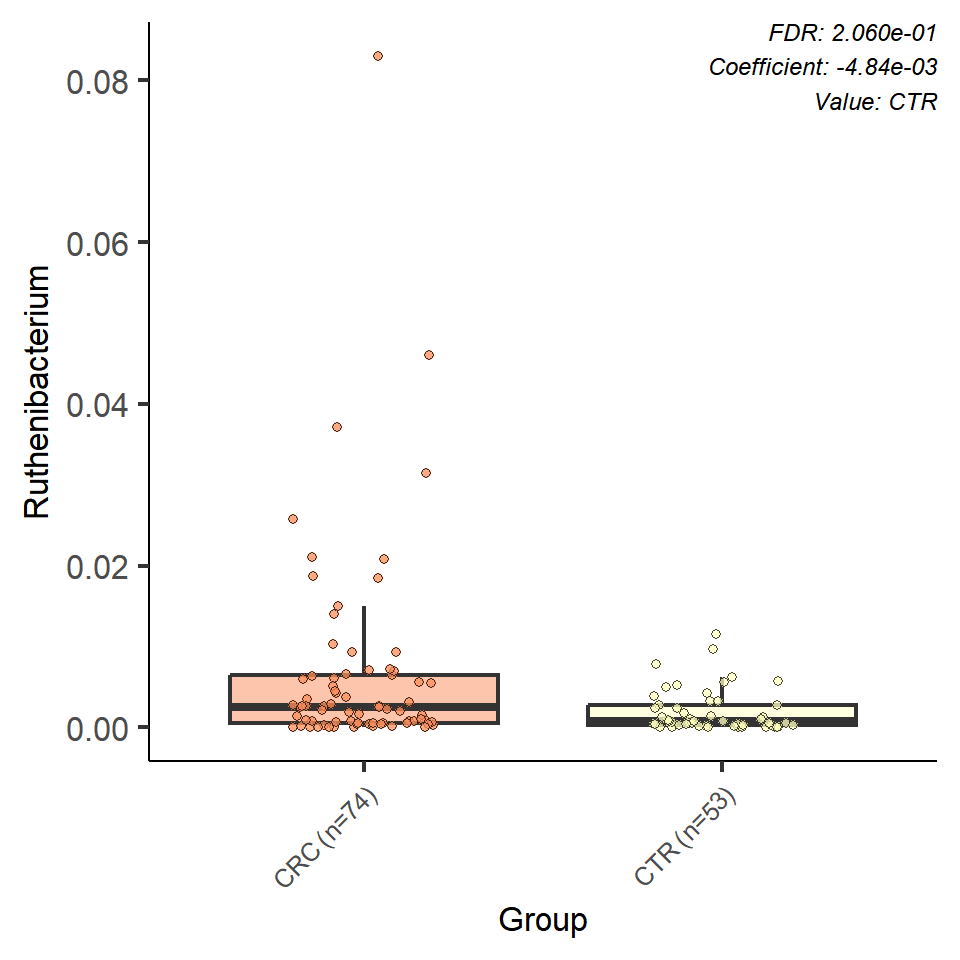 FDR: 2.060e-01
Coefficient: -4.84e-03
Value: CTR
Ruthenibacterium
0.08
0.06
0.04
0.02
0.00
CRC (n=74)
CTR (n=53)
Group